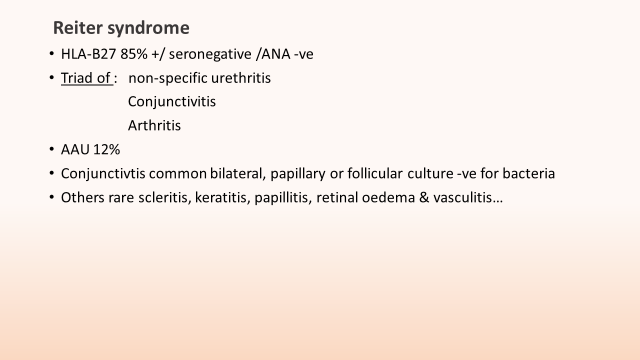 Reiter syndrome
• HLA-B27 85% +/ seronegative /ANA -ve
• Triad of : non-specific urethritis
Conjunctivitis
Arthritis
• AAU 12%
• Conjunctivtis common bilateral, papillary or follicular culture -ve for bacteria
• Others rare scleritis, keratitis, papillitis, retinal oedema & vasculitis…